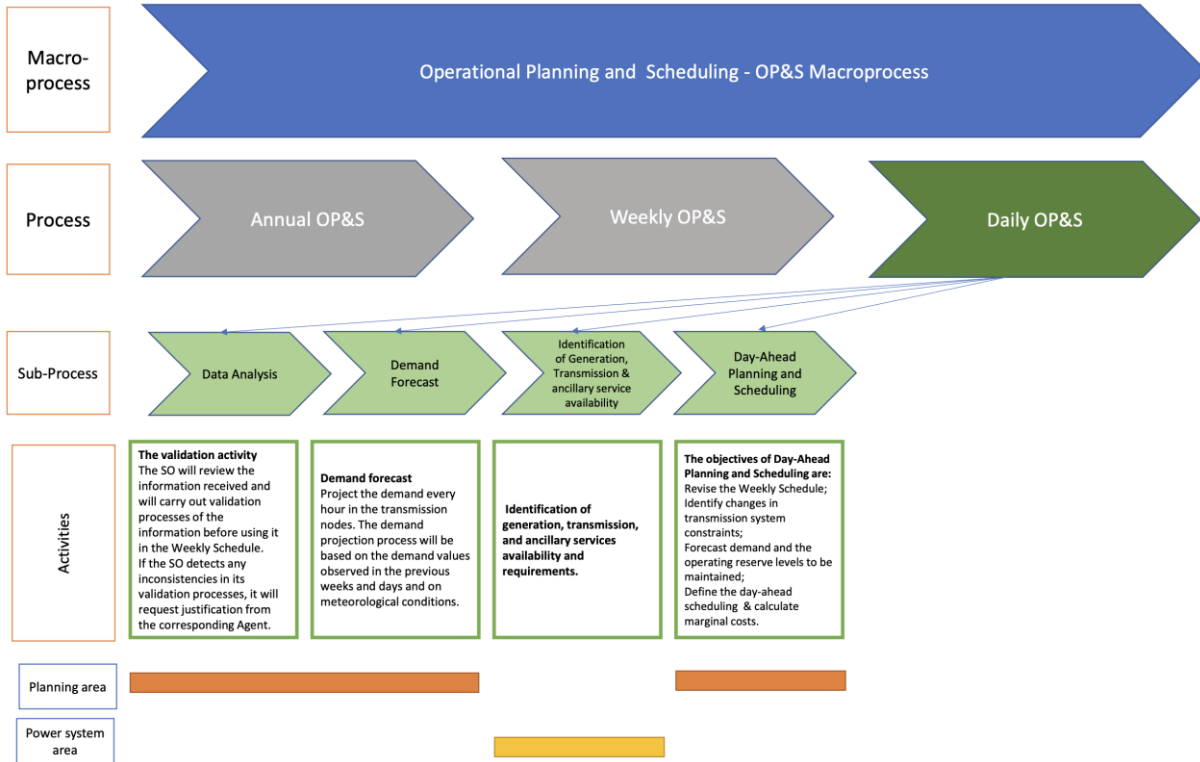 Macro-
process
Operational Planning and Scheduling - OP&S Macroprocess
Process
Annual OP&S
Weekly OP&S
Daily OP&S
Sub-Process
Data Analysis
Demand
Forecast
Identification
of Generation,
Transmission &
ancillary service
availability
Day-Ahead
Planning and
Scheduling
Activities
The validation activity
The SO will review the
information received and
will carry out validation
processes of the
information before using it
in the Weekly Schedule.
If the SO detects any
inconsistencies in its
validation processes, it will
request justification from
the corresponding Agent.
Demand forecast
Project the demand every
hour in the transmission
nodes. The demand
projection process will be
based on the demand values
observed in the previous
weeks and days and on
meteorological conditions.
Identification of
generation, transmission,
and ancillary services
availability and
requirements.
The objectives of Day-Ahead
Planning and Scheduling are:
Revise the Weekly Schedule;
Identify changes in
transmission system
constraints;
Forecast demand and the
operating reserve levels to be
maintained;
Define the day-ahead
scheduling & calculate
marginal costs.
Planning area
Power system
area